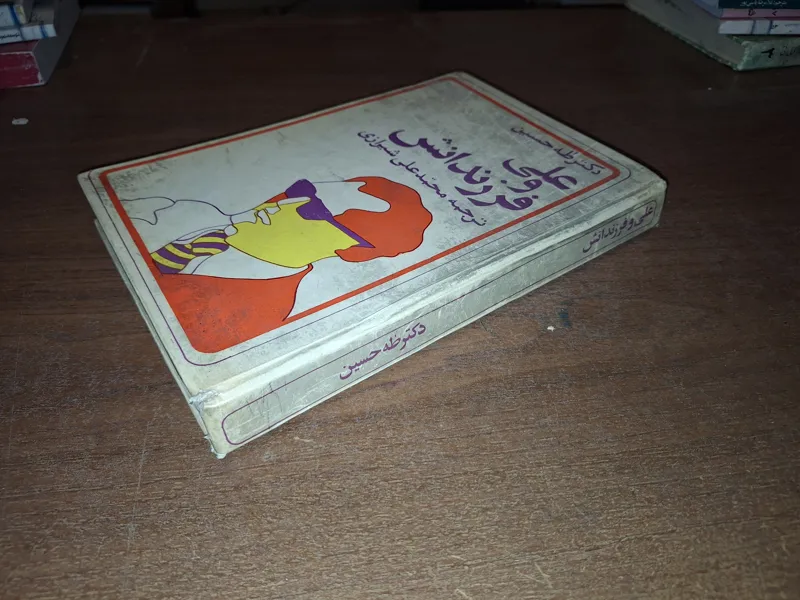 دکتر طه حسین
علی
و
فرزندانش
ترجمه محمدعلی شیرازی
علی و فرزندانش
دکتر طه حسین